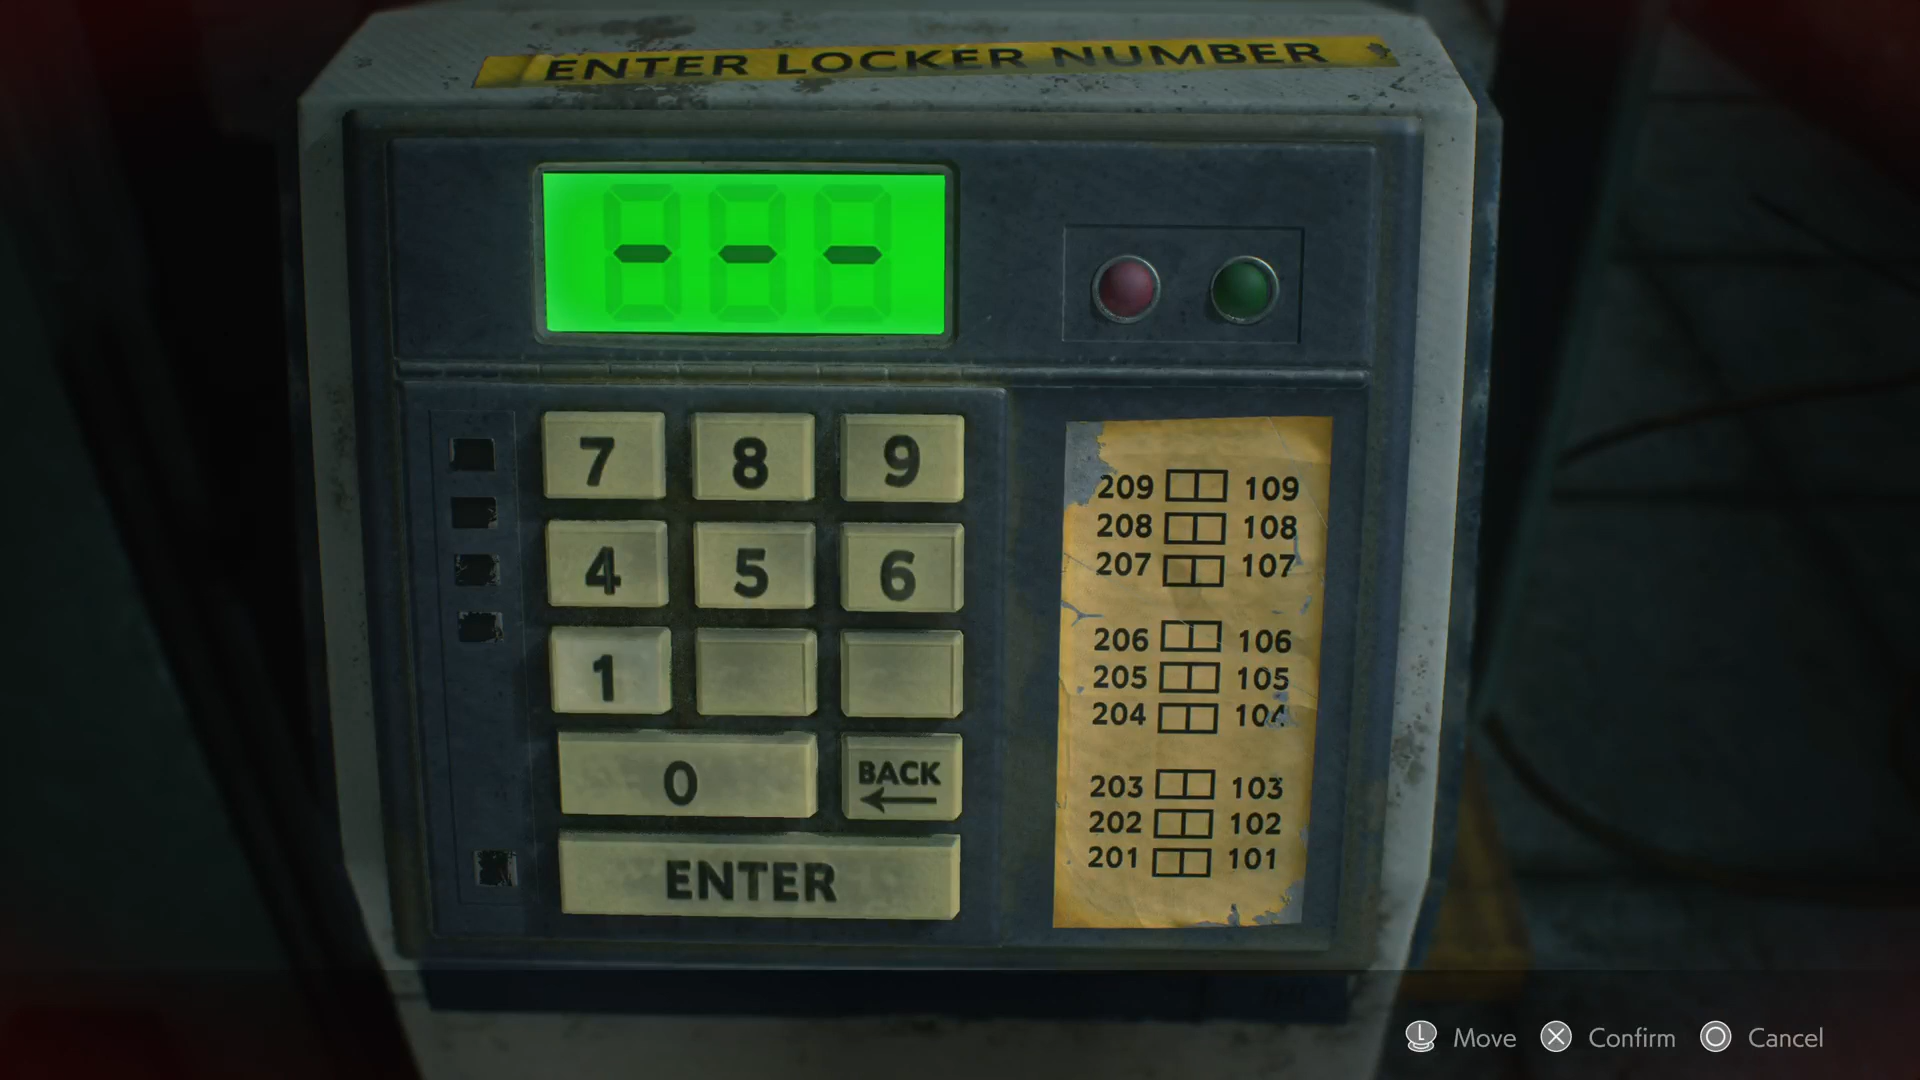 ENTER LOCKER NUMBER
---
7 8 9
4 5 6
1
0 BACK
ENTER
209 109
208 108
207 107
206 106
205 105
204 104
203 103
202 102
201 101
L Move Confirm Cancel